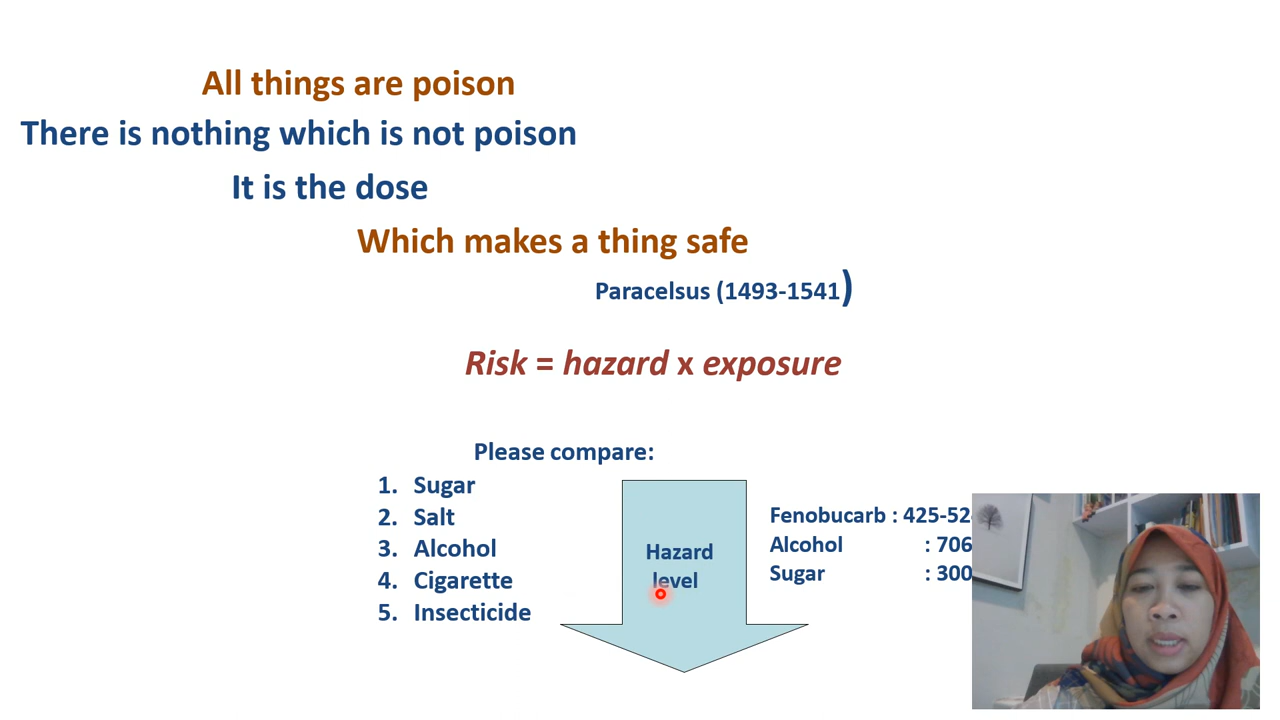 All things are poison
There is nothing which is not poison
It is the dose
Which makes a thing safe
Paracelsus (1493-1541)
Risk = hazard x exposure
Please compare:
1. Sugar
2. Salt
3. Alcohol
4. Cigarette
5. Insecticide
Hazard
level
Fenobucarb : 425-52
Alcohol : 706
Sugar : 300